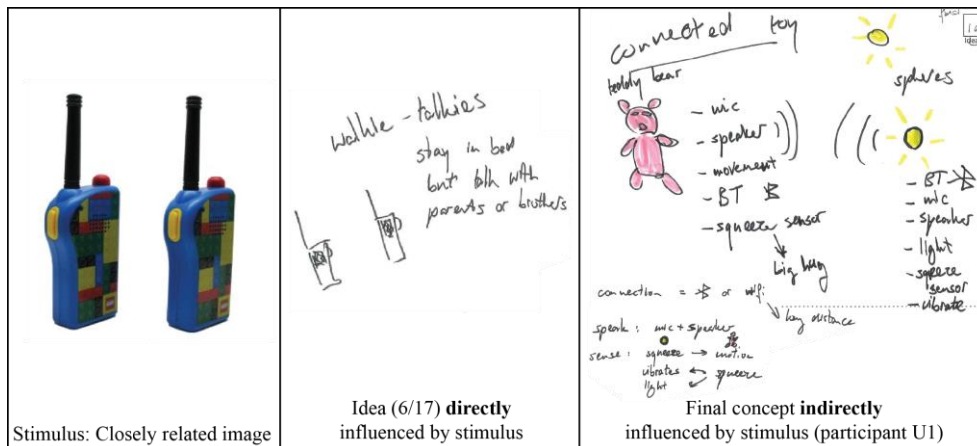 walkie-talkies
stay in bed
but talk with
parents or brothers
connected toy
teddy bear
- mic
- speaker
- movement
- BT
- squeeze sensor
big hug
spheres
- BT
- mic
- speaker
- light
- squeeze
sensor
- vibrate
connection = or wifi
long distance
speak: mic + speaker
sense: squeeze → motion
vibrates ← squeeze
light
Idea
Stimulus: Closely related image
Idea (6/17) directly
influenced by stimulus
Final concept indirectly
influenced by stimulus (participant U1)